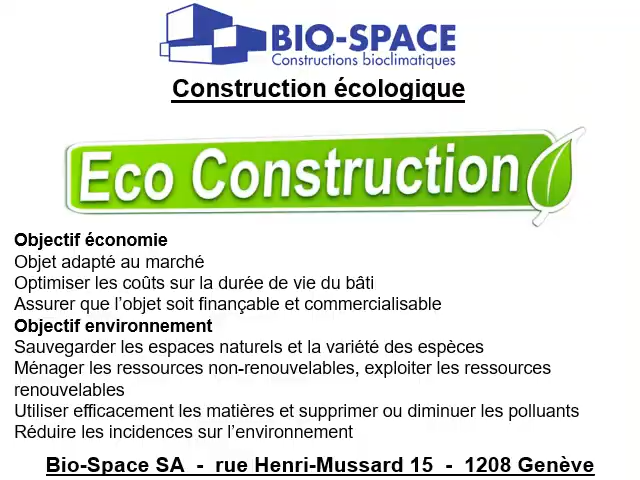 BIO-SPACE
Constructions bioclimatiques
Construction écologique
Eco Construction
Objectif économie
Objet adapté au marché
Optimiser les coûts sur la durée de vie du bâti
Assurer que l’objet soit finançable et commercialisable
Objectif environnement
Sauvegarder les espaces naturels et la variété des espèces
Ménager les ressources non-renouvelables, exploiter les ressources
renouvelables
Utiliser efficacement les matières et supprimer ou diminuer les polluants
Réduire les incidences sur l’environnement
Bio-Space SA - rue Henri-Mussard 15 - 1208 Genève